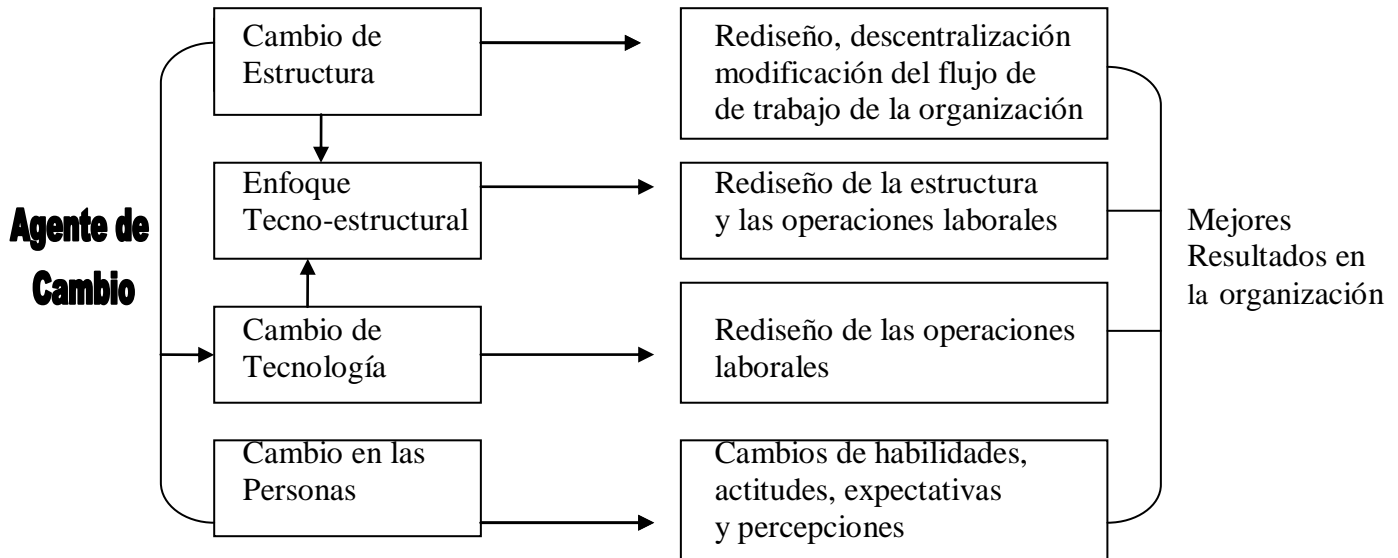 Agente de
Cambio
Cambio de
Estructura
Rediseño, descentralización
modificación del flujo de
de trabajo de la organización
Enfoque
Tecno-estructural
Rediseño de la estructura
y las operaciones laborales
Cambio de
Tecnología
Rediseño de las operaciones
laborales
Cambio en las
Personas
Cambios de habilidades,
actitudes, expectativas
y percepciones
Mejores
Resultados en
la organización